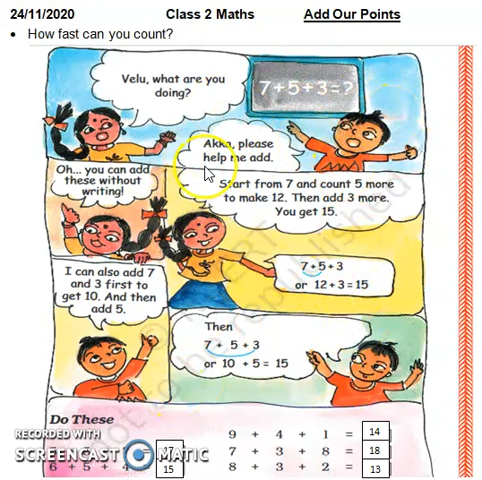 24/11/2020 Class 2 Maths Add Our Points
• How fast can you count?
Velu, what are you
doing?
7+5+3=?
Akka, please
help me add.
Oh... you can add
these without
writing!
Start from 7 and count 5 more
to make 12. Then add 3 more.
You get 15.
7+5+3
or 12+3=15
I can also add 7
and 3 first to
get 10. And then
add 5.
Then
7 + 5 + 3
or 10 + 5 = 15
Do These
9 + 4 + 1 = 14
RECORDED WITH
SCREENCAST MATIC
7 + 3 + 8 = 18
6 + 5 + 4 = 15
8 + 3 + 2 = 13